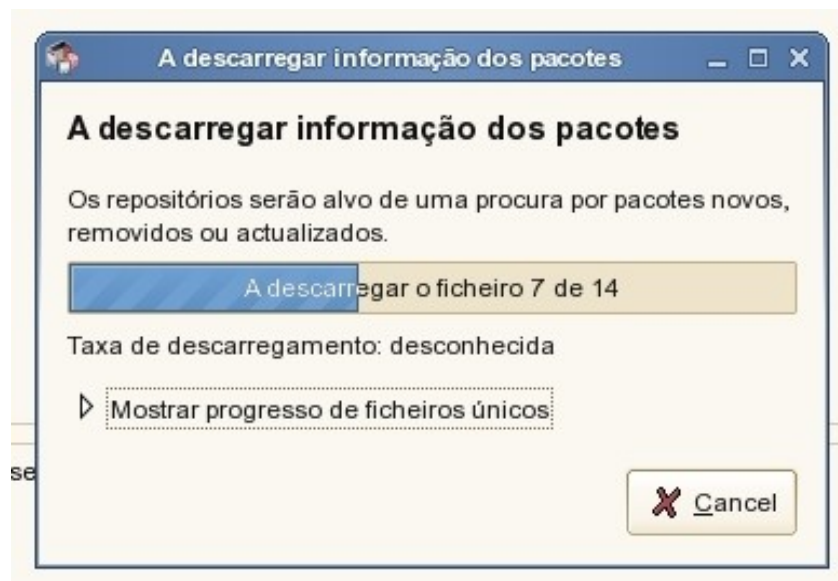 A descarregar informação dos pacotes
A descarregar informação dos pacotes
Os repositórios serão alvo de uma procura por pacotes novos,
removidos ou actualizados.
A descarregar o ficheiro 7 de 14
Taxa de descarregamento: desconhecida
Mostrar progresso de ficheiros únicos
se
Cancel